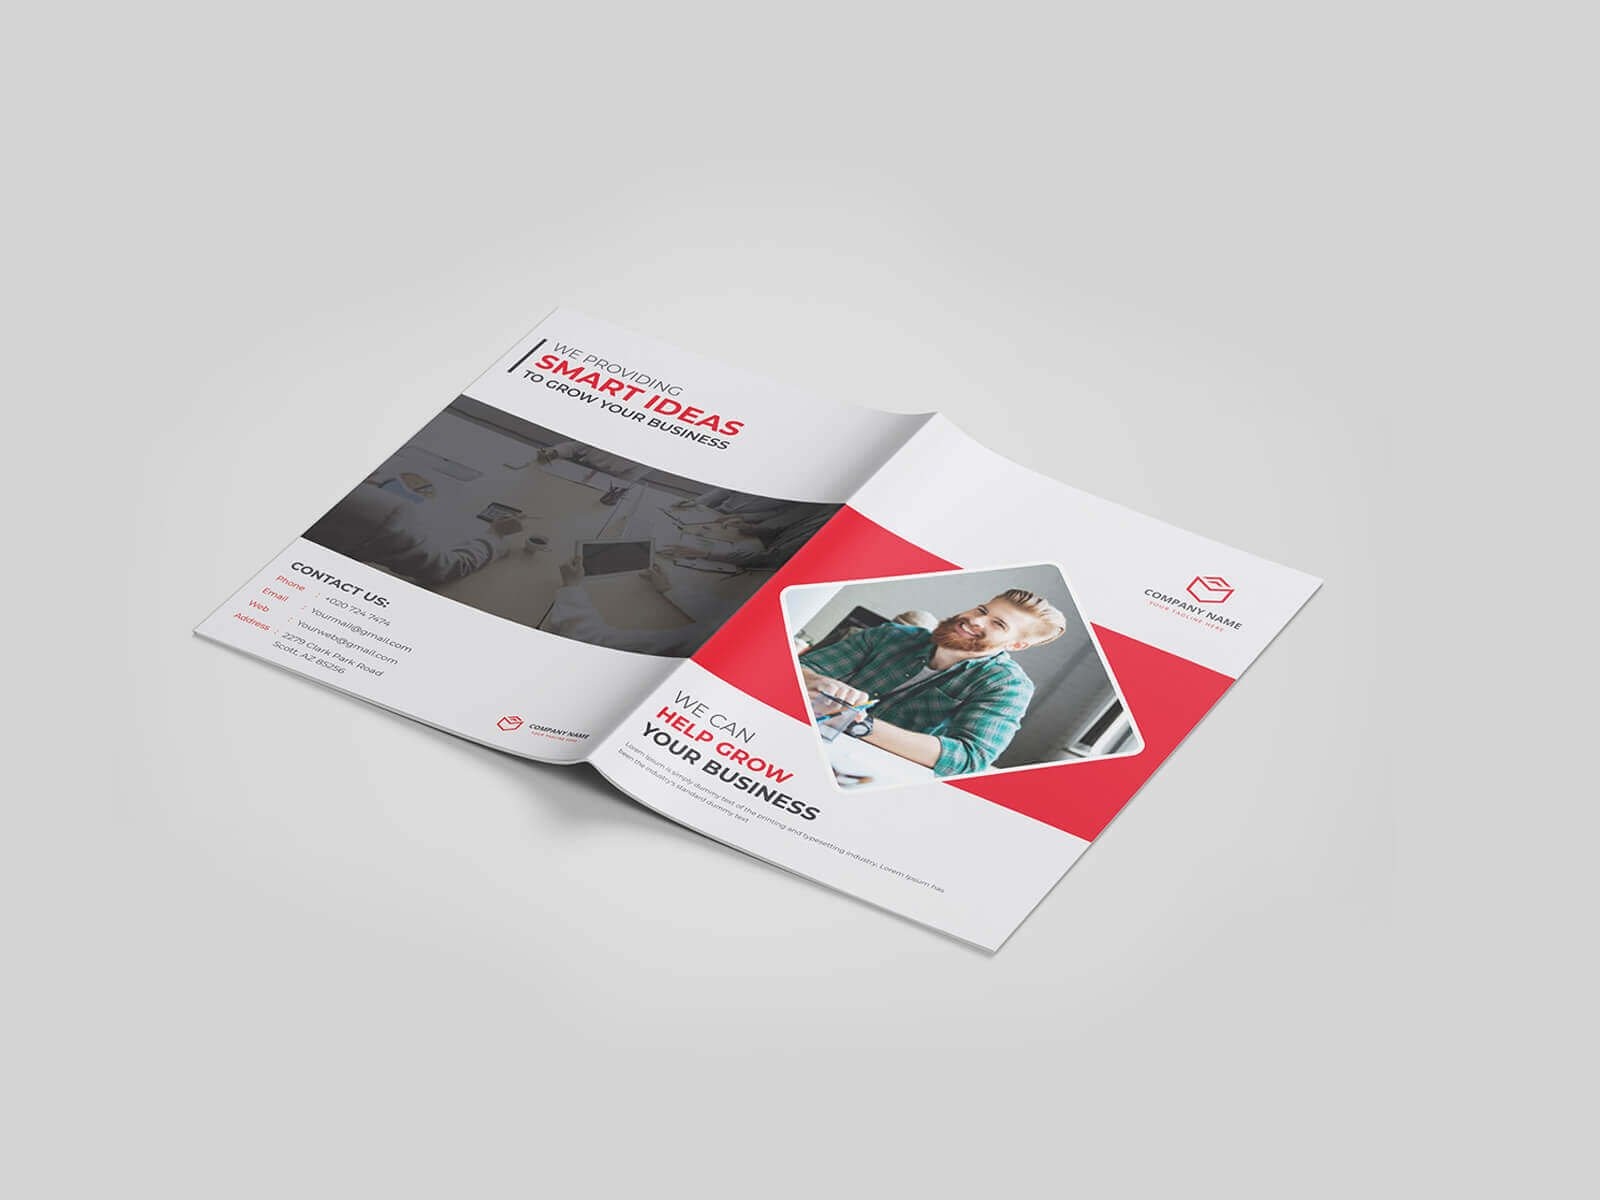 WE PROVIDING
SMART IDEAS
TO GROW YOUR BUSINESS
CONTACT US:
Phone : +020 724 7474
Email : Yourmail@gmail.com
Web : Yourweb@gmail.com
Address : 2279 Clark Park Road
Scott, AZ 85256
COMPANY NAME
YOUR TAGLINE HERE
COMPANY NAME
YOUR TAGLINE HERE
WE CAN
HELP GROW
YOUR BUSINESS
Lorem Ipsum is simply dummy text of the printing and typesetting industry. Lorem Ipsum has
been the industry's standard dummy text